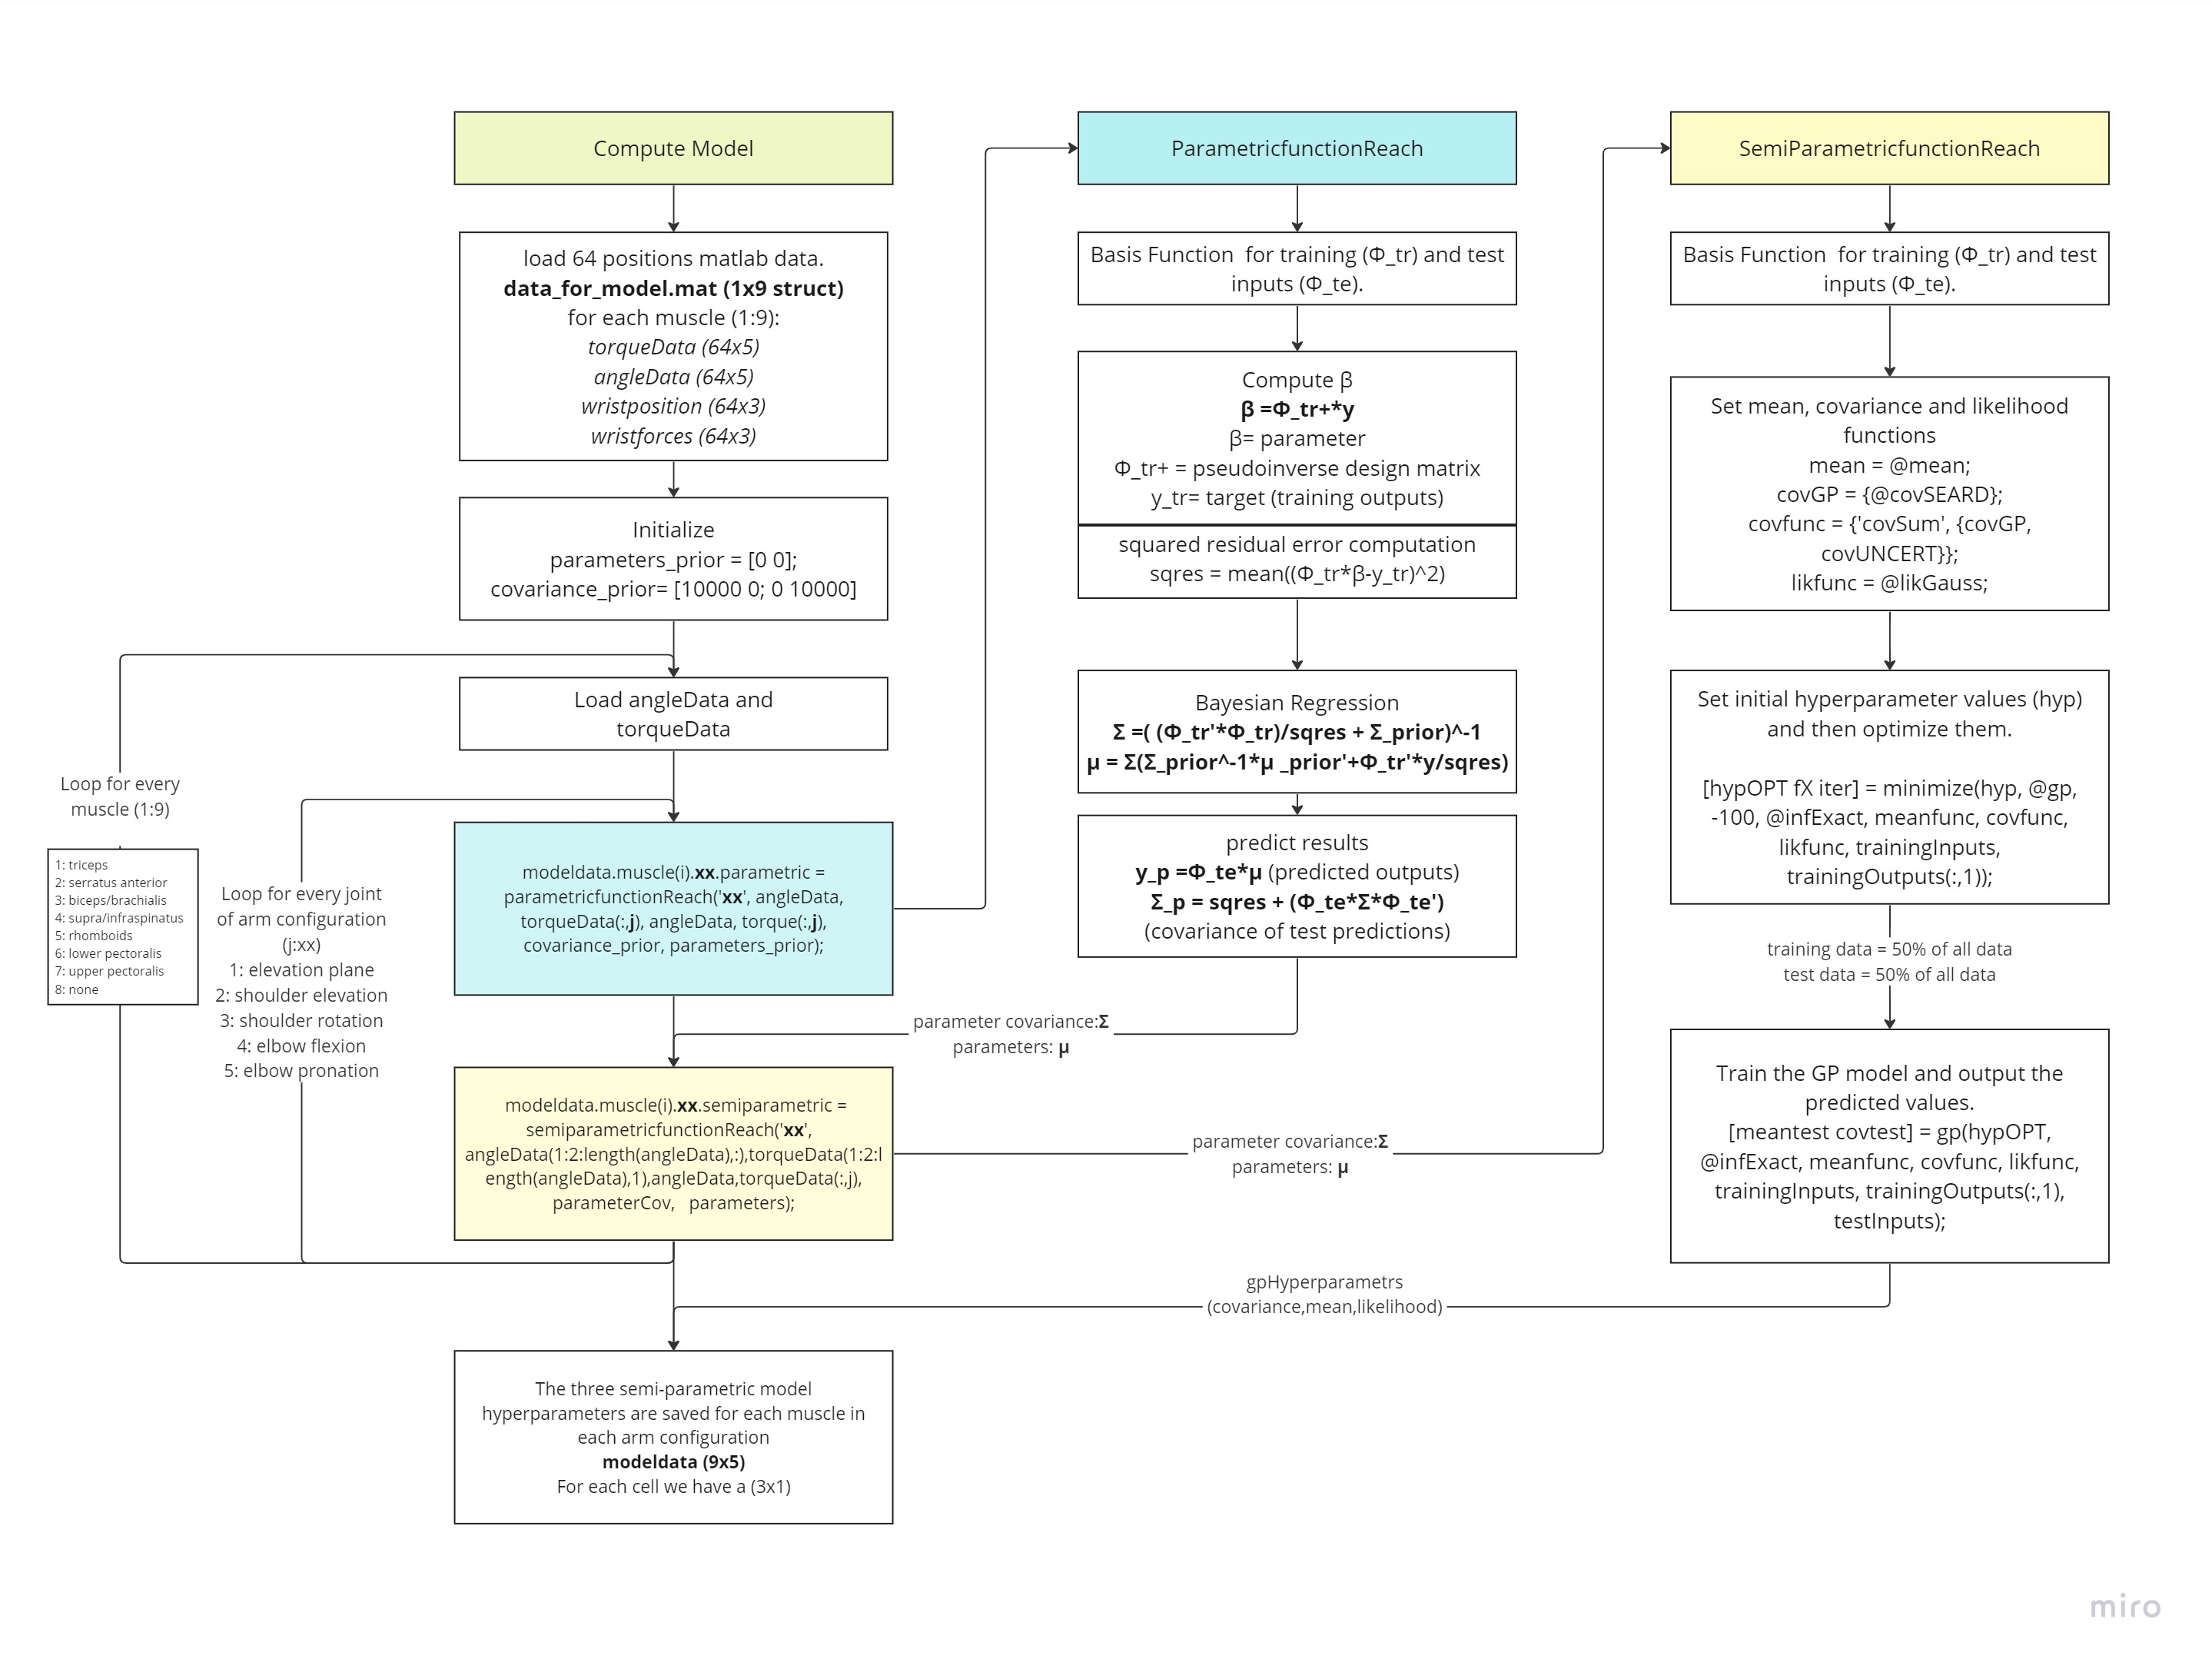 Compute Model
load 64 positions matlab data.
data_for_model.mat (1x9 struct)
for each muscle (1:9):
torqueData (64x5)
angleData (64x5)
wristposition (64x3)
wristforces (64x3)
Initialize
parameters_prior = [0 0];
covariance_prior= [10000 0; 0 10000]
Load angleData and
torqueData
Loop for every
muscle (1:9)
1: triceps
2: serratus anterior
3: biceps/brachialis
4: supra/infraspinatus
5: rhomboids
6: lower pectoralis
7: upper pectoralis
8: none
Loop for every joint
of arm configuration
(j:xx)
1: elevation plane
2: shoulder elevation
3: shoulder rotation
4: elbow flexion
5: elbow pronation
modeldata.muscle(i).xx.parametric =
parametricfunctionReach('xx', angleData,
torqueData(:,j), angleData, torque(:,j),
covariance_prior, parameters_prior);
parameter covariance:Σ
parameters: μ
modeldata.muscle(i).xx.semiparametric =
semiparametricfunctionReach('xx',
angleData(1:2:length(angleData),:),torqueData(1:2:l
ength(angleData),1),angleData,torqueData(:,j),
parameterCov, parameters);
parameter covariance:Σ
parameters: μ
gpHyperparametrs
(covariance,mean,likelihood)
The three semi-parametric model
hyperparameters are saved for each muscle in
each arm configuration
modeldata (9x5)
For each cell we have a (3x1)
ParametricfunctionReach
Basis Function for training (Φ_tr) and test
inputs (Φ_te).
Compute β
β =Φ_tr+*y
β= parameter
Φ_tr+ = pseudoinverse design matrix
y_tr= target (training outputs)
squared residual error computation
sqres = mean((Φ_tr*β-y_tr)^2)
Bayesian Regression
Σ =( (Φ_tr'*Φ_tr)/sqres + Σ_prior)^-1
μ = Σ(Σ_prior^-1*μ _prior'+Φ_tr'*y/sqres)
predict results
y_p =Φ_te*μ (predicted outputs)
Σ_p = sqres + (Φ_te*Σ*Φ_te')
(covariance of test predictions)
SemiParametricfunctionReach
Basis Function for training (Φ_tr) and test
inputs (Φ_te).
Set mean, covariance and likelihood
functions
mean = @mean;
covGP = {@covSEARD};
covfunc = {'covSum', {covGP,
covUNCERT}};
likfunc = @likGauss;
Set initial hyperparameter values (hyp)
and then optimize them.
[hypOPT fX iter] = minimize(hyp, @gp,
-100, @infExact, meanfunc, covfunc,
likfunc, trainingInputs,
trainingOutputs(:,1));
training data = 50% of all data
test data = 50% of all data
Train the GP model and output the
predicted values.
[meantest covtest] = gp(hypOPT,
@infExact, meanfunc, covfunc, likfunc,
trainingInputs, trainingOutputs(:,1),
testInputs);
miro